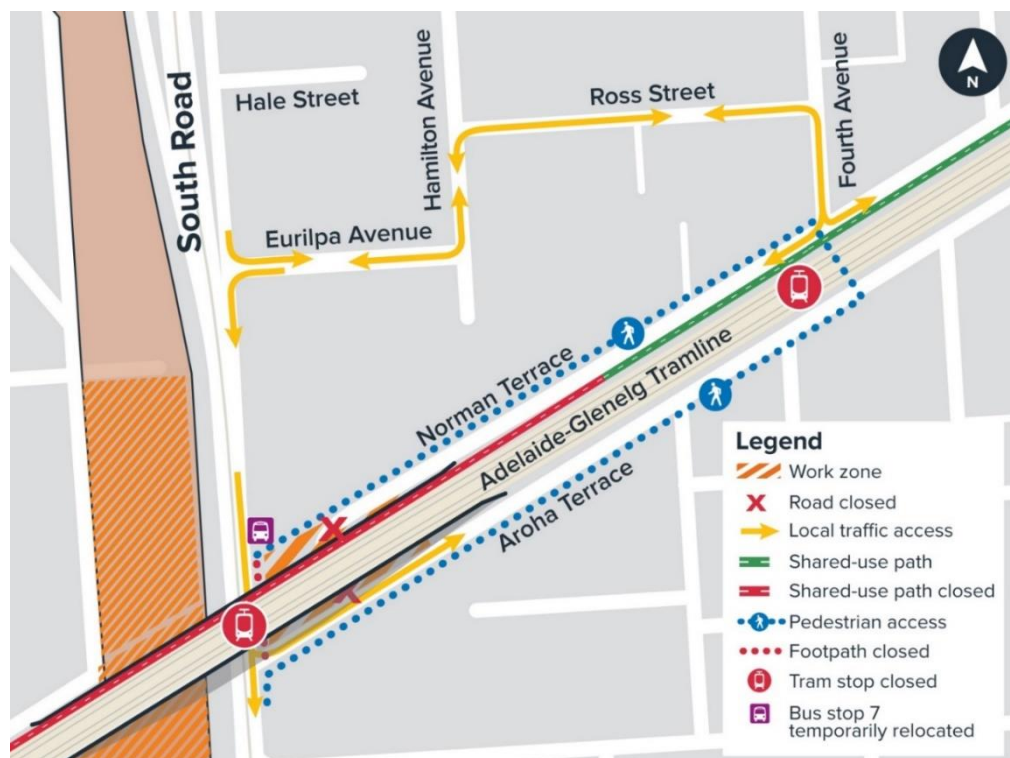 Hale Street
South Road
Hamilton Avenue
Ross Street
Fourth Avenue
N
Eurilpa Avenue
Norman Terrace
Adelaide-Glenelg Tramline
Aroha Terrace
Legend
Work zone
Road closed
Local traffic access
Shared-use path
Shared-use path closed
Pedestrian access
Footpath closed
Tram stop closed
Bus stop 7
temporarily relocated